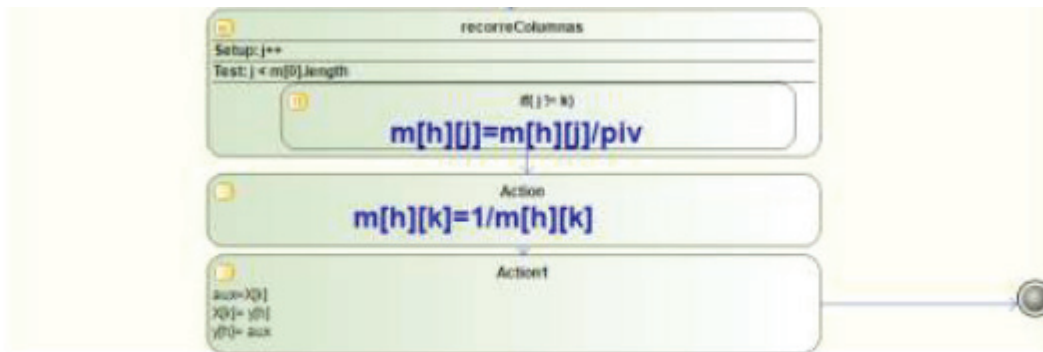 recorreColumnas
Setup: j++
Test: j < m[0].length
if( j != k)
m[h][j]=m[h][j]/piv
Action
m[h][k]=1/m[h][k]
Action1
aux=X[k]
X[k]= y[h]
y[h]= aux